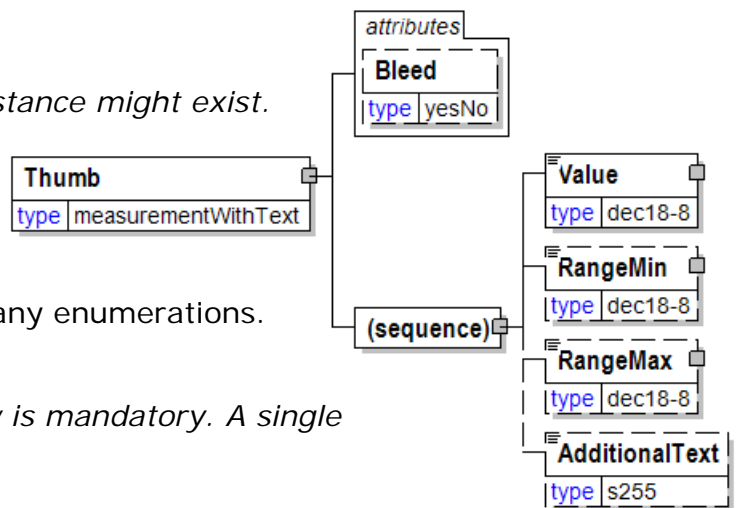 attributes
Bleed
type yesNo
stance might exist.
Thumb
type measurementWithText
Value
type dec18-8
RangeMin
type dec18-8
any enumerations.
(sequence)
RangeMax
type dec18-8
is mandatory. A single
AdditionalText
type s255